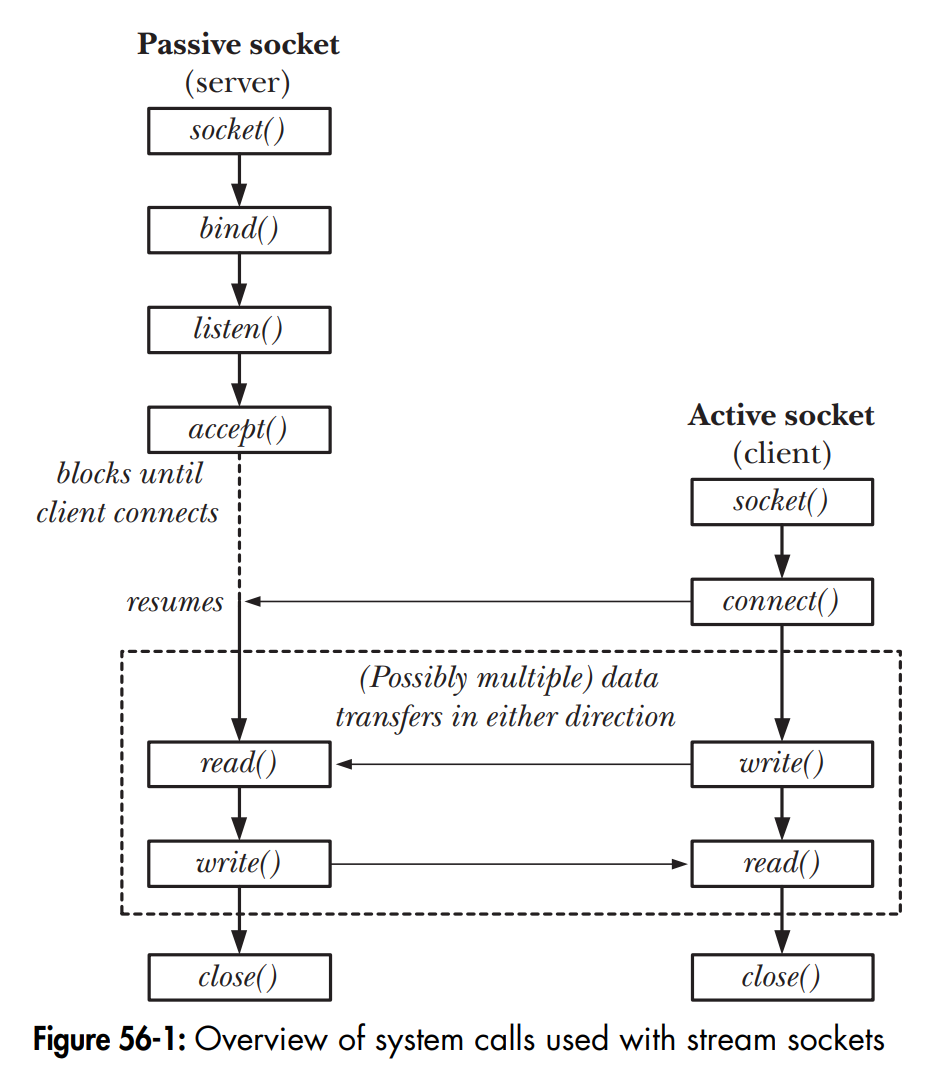 Passive socket
(server)
socket()
bind()
listen()
accept()
blocks until
client connects
Active socket
(client)
socket()
resumes
connect()
(Possibly multiple) data
transfers in either direction
read()
write()
write()
read()
close()
close()
Figure 56-1: Overview of system calls used with stream sockets